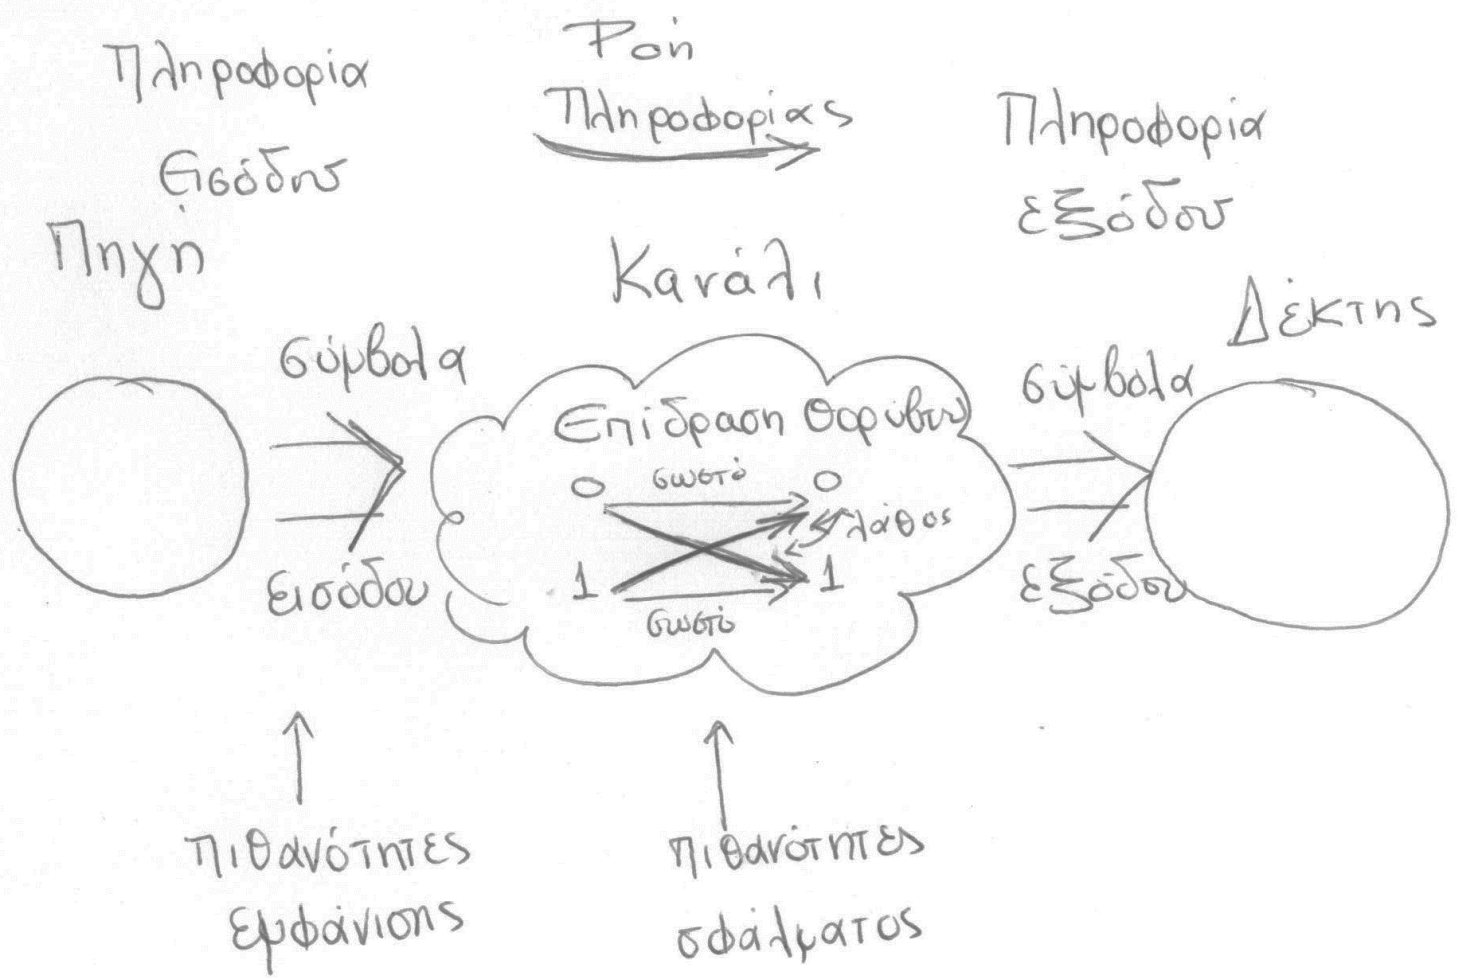 Πληροφορία
Εισόδου
Ροή
Πληροφορίας
Πληροφορία
εξόδου
Πηγή
Κανάλι
Δέκτης
σύμβολα
εισόδου
Επίδραση Θορύβου
0 σωστό 0
λάθος
1 σωστό 1
σύμβολα
εξόδου
πιθανότητες
εμφάνισης
πιθανότητες
σφάλματος